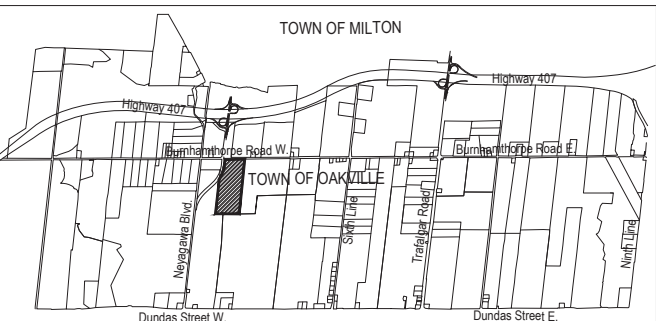 TOWN OF MILTON
Highway 407
Highway 407
Burnhamthorpe Road W.
Burnhamthorpe Road E.
TOWN OF OAKVILLE
Neyagawa Blvd.
Sixth Line
Trafalgar Road
Ninth Line
Dundas Street W.
Dundas Street E.